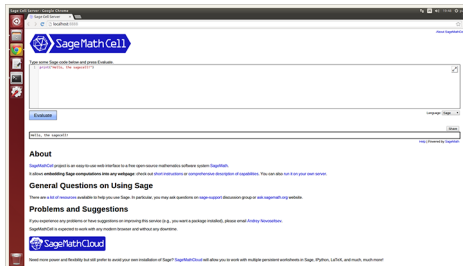 Sage Cell Server - Google Chrome
Sage Cell Server
localhost:8888
About SageMathCell
SageMathCell
Type some Sage code below and press Evaluate:
1 print("Hello, the sagecell!")
Evaluate
Language: Sage
Share
Hello, the sagecell!
Help | Powered by SageMath
About
SageMathCell project is an easy-to-use web interface to a free open-source mathematics software system SageMath.
It allows embedding Sage computations into any webpage: check out short instructions or comprehensive description of capabilities. You can also run it on your own server.
General Questions on Using Sage
There are a lot of resources available to help you use Sage. In particular, you may ask questions on sage-support discussion group or ask.sagemath.org website.
Problems and Suggestions
If you experience any problems or have suggestions on improving this service (e.g., you want a package installed), please email Andrey Novoseltsev.
SageMathCell is expected to work with any modern browser and without any downtime.
SageMathCloud
Need more power and flexibility but still prefer to avoid your own installation of Sage? SageMathCloud will allow you to work with multiple persistent worksheets in Sage, IPython, LaTeX, and much, much more!